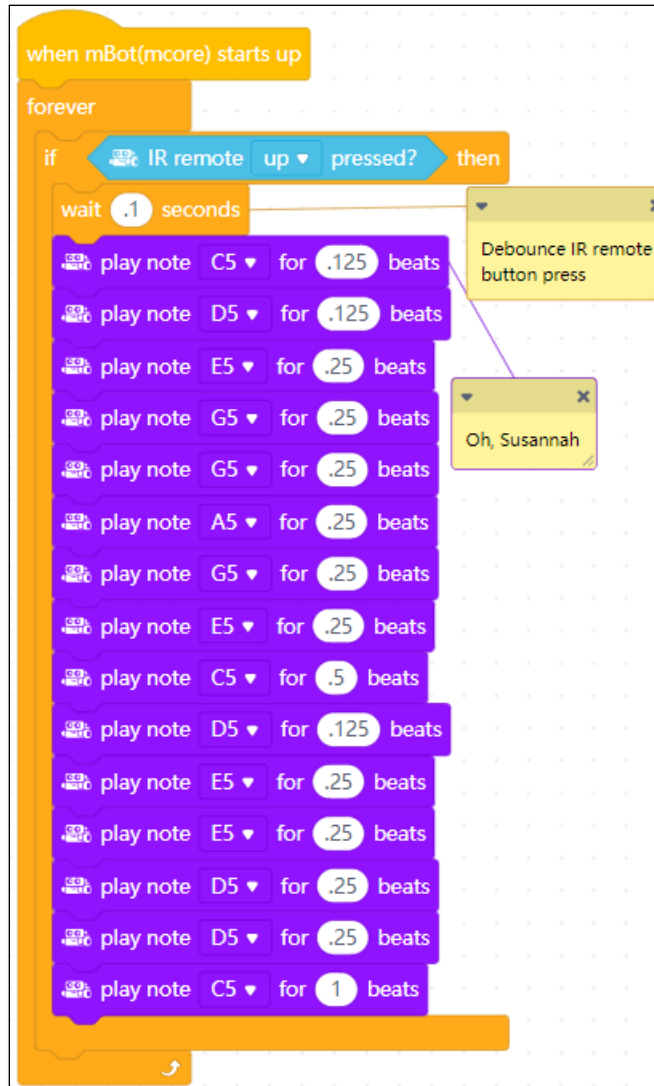 when mBot(mcore) starts up
forever
if IR remote up pressed? then
wait .1 seconds
Debounce IR remote
button press
play note C5 for .125 beats
play note D5 for .125 beats
play note E5 for .25 beats
play note G5 for .25 beats
Oh, Susannah
play note G5 for .25 beats
play note A5 for .25 beats
play note G5 for .25 beats
play note E5 for .25 beats
play note C5 for .5 beats
play note D5 for .125 beats
play note E5 for .25 beats
play note E5 for .25 beats
play note D5 for .25 beats
play note D5 for .25 beats
play note C5 for 1 beats